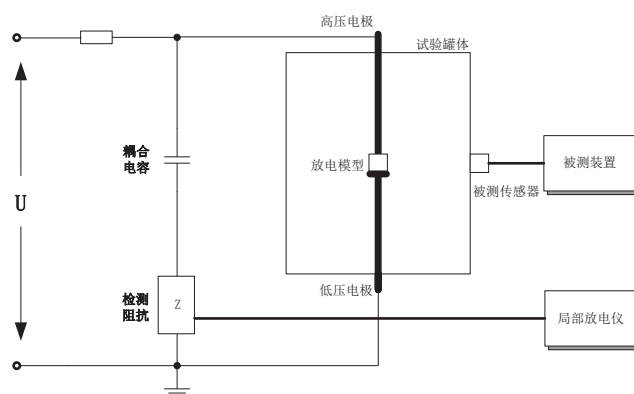 高压电极
试验罐体
耦合
电容
放电模型
被测装置
被测传感器
U
低压电极
检测
阻抗
Z
局部放电仪